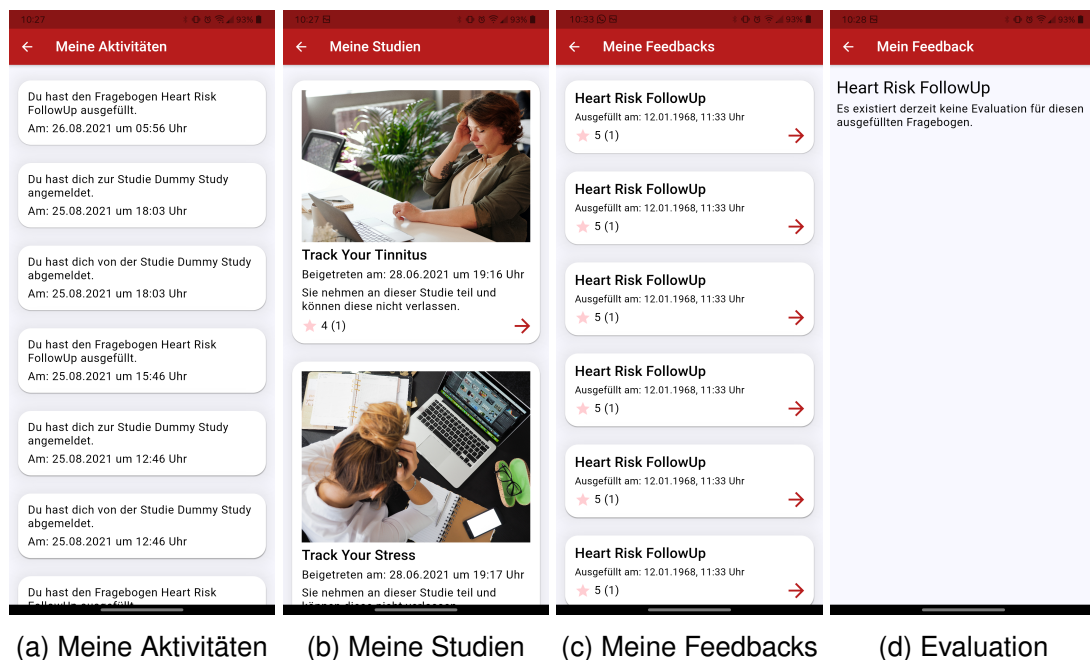 10:27
93%
Meine Aktivitäten
Du hast den Fragebogen Heart Risk
FollowUp ausgefüllt.
Am: 26.08.2021 um 05:56 Uhr
Du hast dich zur Studie Dummy Study
angemeldet.
Am: 25.08.2021 um 18:03 Uhr
Du hast dich von der Studie Dummy Study
abgemeldet.
Am: 25.08.2021 um 18:03 Uhr
Du hast den Fragebogen Heart Risk
FollowUp ausgefüllt.
Am: 25.08.2021 um 15:46 Uhr
Du hast dich zur Studie Dummy Study
angemeldet.
Am: 25.08.2021 um 12:46 Uhr
Du hast dich von der Studie Dummy Study
abgemeldet.
Am: 25.08.2021 um 12:46 Uhr
Du hast den Fragebogen Heart Risk
FollowUp ausgefüllt.
(a) Meine Aktivitäten
10:27
93%
Meine Studien
Track Your Tinnitus
Beigetreten am: 28.06.2021 um 19:16 Uhr
Sie nehmen an dieser Studie teil und
können diese nicht verlassen.
4 (1)
Track Your Stress
Beigetreten am: 28.06.2021 um 19:17 Uhr
Sie nehmen an dieser Studie teil und
können diese nicht verlassen.
(b) Meine Studien
10:33
93%
Meine Feedbacks
Heart Risk FollowUp
Ausgefüllt am: 12.01.1968, 11:33 Uhr
5 (1)
Heart Risk FollowUp
Ausgefüllt am: 12.01.1968, 11:33 Uhr
5 (1)
Heart Risk FollowUp
Ausgefüllt am: 12.01.1968, 11:33 Uhr
5 (1)
Heart Risk FollowUp
Ausgefüllt am: 12.01.1968, 11:33 Uhr
5 (1)
Heart Risk FollowUp
Ausgefüllt am: 12.01.1968, 11:33 Uhr
5 (1)
Heart Risk FollowUp
Ausgefüllt am: 12.01.1968, 11:33 Uhr
5 (1)
(c) Meine Feedbacks
10:28
93%
Mein Feedback
Heart Risk FollowUp
Es existiert derzeit keine Evaluation für diesen
ausgefüllten Fragebogen.
(d) Evaluation